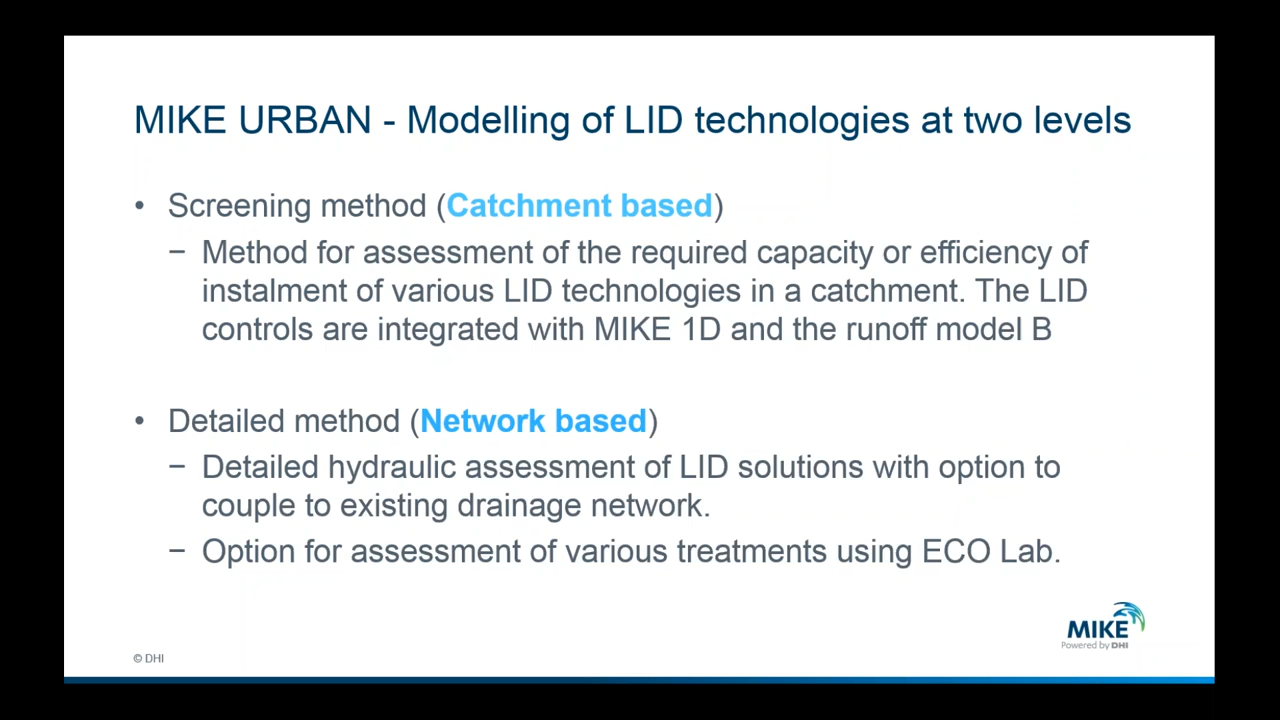 MIKE URBAN - Modelling of LID technologies at two levels
• Screening method (Catchment based)
− Method for assessment of the required capacity or efficiency of
instalment of various LID technologies in a catchment. The LID
controls are integrated with MIKE 1D and the runoff model B
• Detailed method (Network based)
− Detailed hydraulic assessment of LID solutions with option to
couple to existing drainage network.
− Option for assessment of various treatments using ECO Lab.
MIKE
Powered by DHI
© DHI